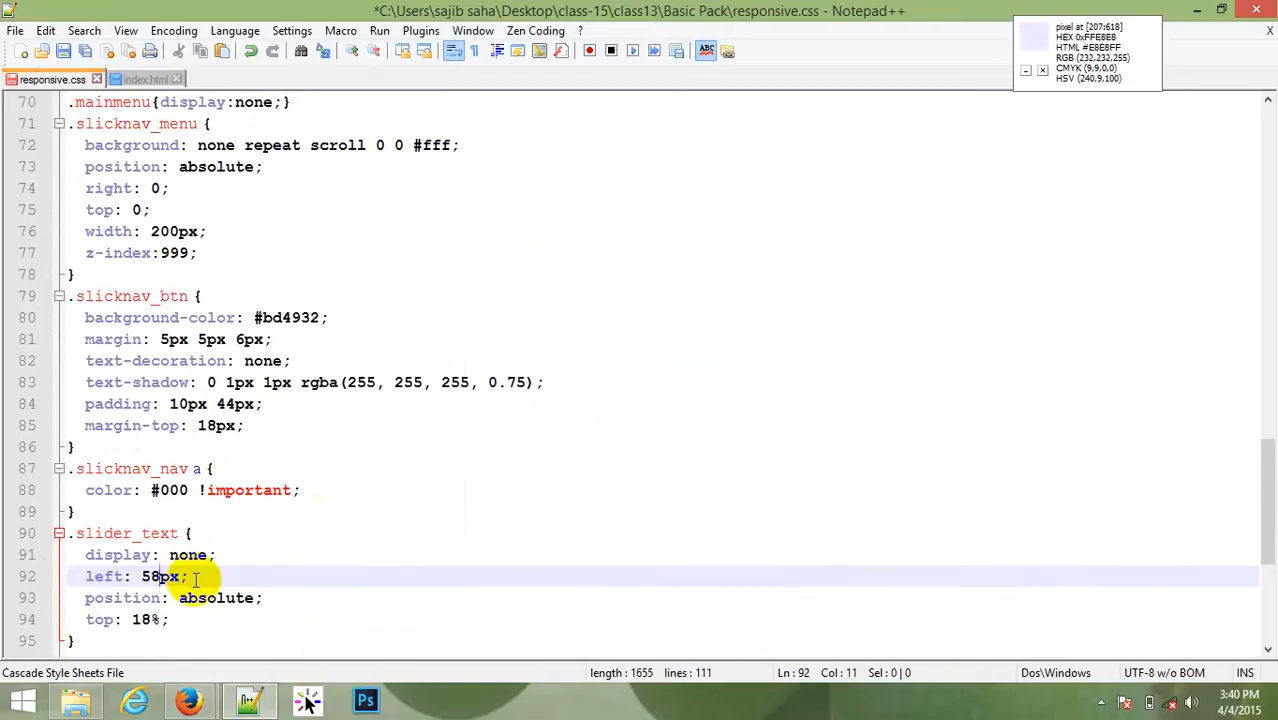 *C:\Users\sajib saha\Desktop\class-15\class13\Basic Pack\responsive.css - Notepad++
File Edit Search View Encoding Language Settings Macro Run Plugins Window Zen Coding ?
X
pixel at [207:618]
HEX 0xFFE8E8
HTML #E8E8FF
RGB (232,232,255)
CMYK (9,9,0,0)
HSV (240,9,100)
ABC
responsive.css index.html
70 .mainmenu{display:none;}
71 .slicknav_menu {
72 background: none repeat scroll 0 0 #fff;
73 position: absolute;
74 right: 0;
75 top: 0;
76 width: 200px;
77 z-index:999;
78 }
79 .slicknav_btn {
80 background-color: #bd4932;
81 margin: 5px 5px 6px;
82 text-decoration: none;
83 text-shadow: 0 1px 1px rgba(255, 255, 255, 0.75);
84 padding: 10px 44px;
85 margin-top: 18px;
86 }
87 .slicknav_nav a {
88 color: #000 !important;
89 }
90 .slider_text {
91 display: none;
92 left: 58px;
93 position: absolute;
94 top: 18%;
95 }
Cascade Style Sheets File length : 1655 lines : 111 Ln : 92 Col : 11 Sel : 0 | 0 Dos\Windows UTF-8 w/o BOM INS
Ps
3:40 PM
4/4/2015